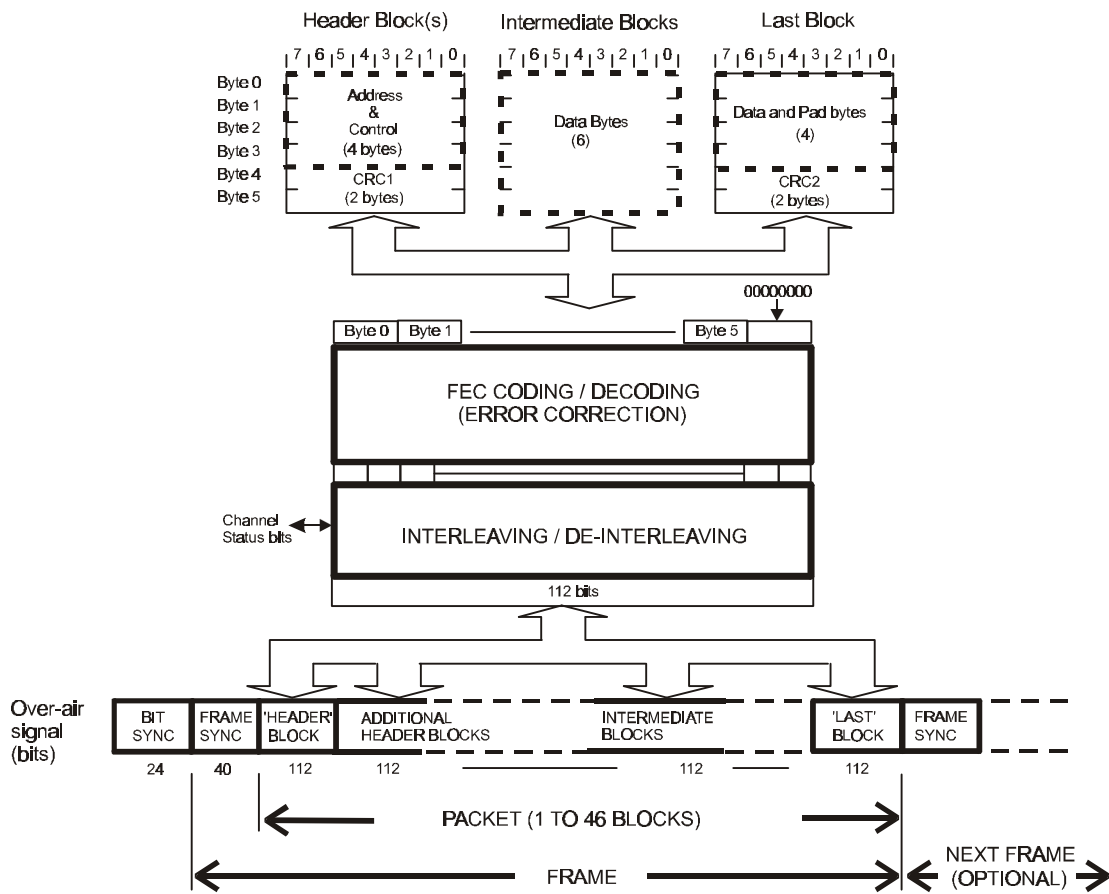 Header Block(s) Intermediate Blocks Last Block
7 6 5 4 3 2 1 0 7 6 5 4 3 2 1 0 7 6 5 4 3 2 1 0
Byte 0
Byte 1
Byte 2
Byte 3
Byte 4
Byte 5
Address
&
Control
(4 bytes)
CRC1
(2 bytes)
Data Bytes
(6)
Data and Pad bytes
(4)
CRC2
(2 bytes)
00000000
Byte 0 Byte 1 Byte 5
FEC CODING / DECODING
(ERROR CORRECTION)
Channel
Status bits
INTERLEAVING / DE-INTERLEAVING
112 bits
Over-air
signal
(bits)
BIT
SYNC
FRAME
SYNC
'HEADER'
BLOCK
ADDITIONAL
HEADER BLOCKS
INTERMEDIATE
BLOCKS
'LAST'
BLOCK
FRAME
SYNC
24 40 112 112 112 112
PACKET (1 TO 46 BLOCKS)
FRAME
NEXT FRAME
(OPTIONAL)